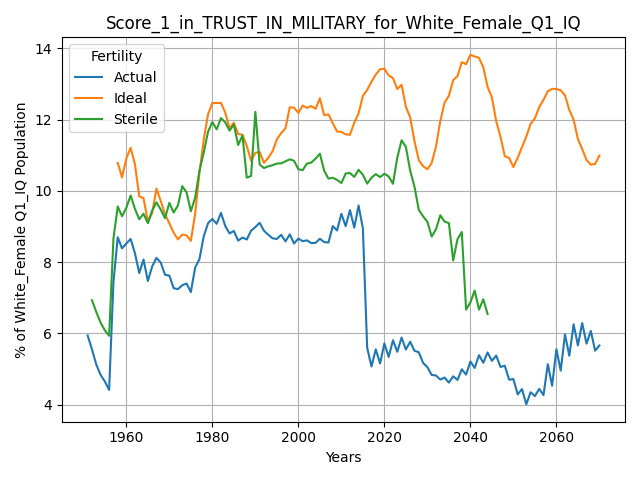 Score_1_in_TRUST_IN_MILITARY_for_White_Female_Q1_IQ
Fertility
Actual
Ideal
Sterile
% of White_Female Q1_IQ Population
14
12
10
8
6
4
1960 1980 2000 2020 2040 2060
Years